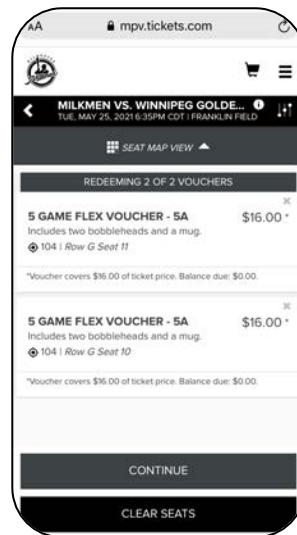 AA mpv.tickets.com
MILKMEN VS. WINNIPEG GOLDE...
TUE, MAY 25, 2021 6:35PM CDT | FRANKLIN FIELD
SEAT MAP VIEW
REDEEMING 2 OF 2 VOUCHERS
5 GAME FLEX VOUCHER - 5A $16.00 *
Includes two bobbleheads and a mug.
104 | Row G Seat 11
*Voucher covers $16.00 of ticket price. Balance due: $0.00.
5 GAME FLEX VOUCHER - 5A $16.00 *
Includes two bobbleheads and a mug.
104 | Row G Seat 10
*Voucher covers $16.00 of ticket price. Balance due: $0.00.
CONTINUE
CLEAR SEATS